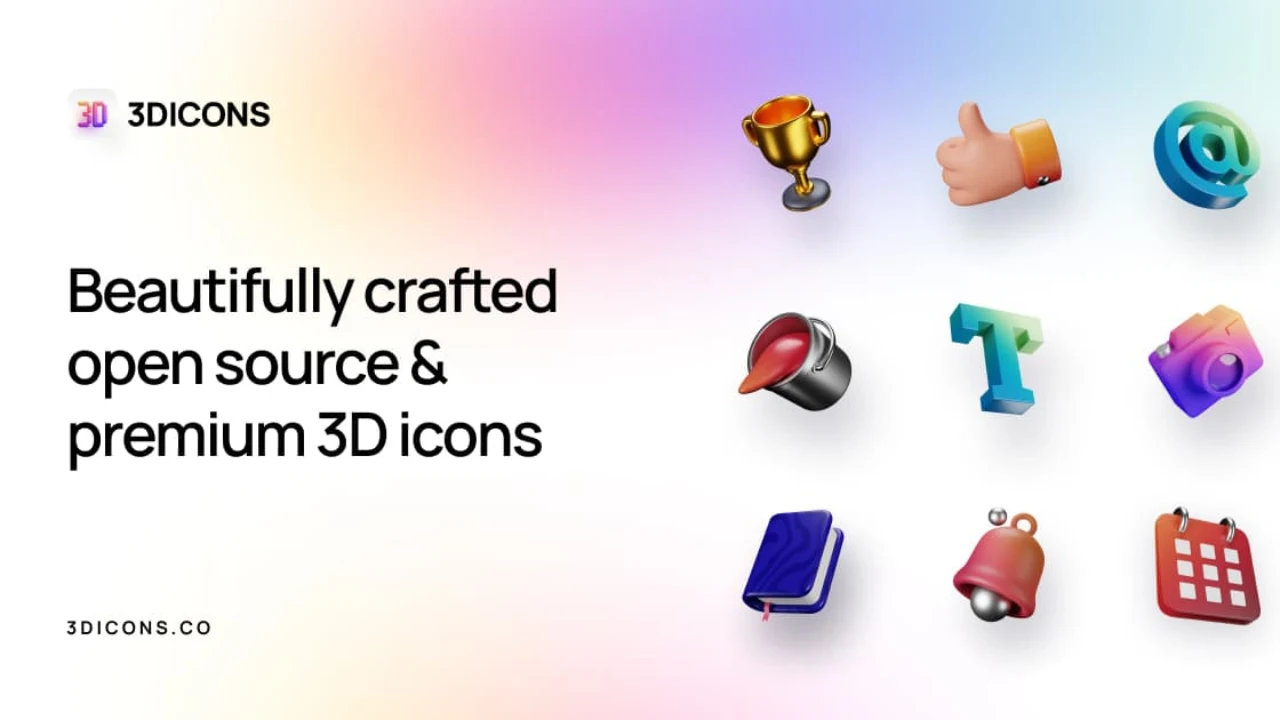 3D 3DICONS
Beautifully crafted
open source &
premium 3D icons
3DICONS.CO
@
T